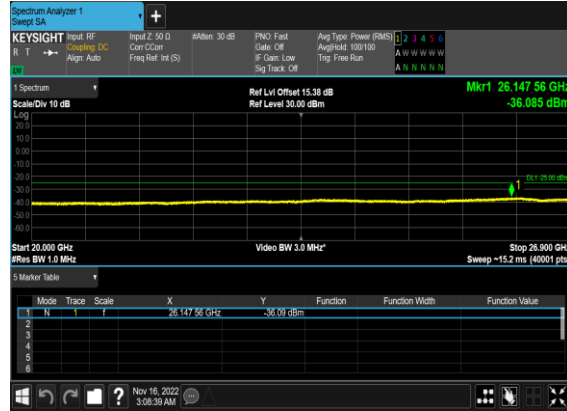 Spectrum Analyzer 1
Swept SA
+
KEYSIGHT Input: RF Input Z: 50 Ω #Atten: 30 dB PNO: Fast Avg Type: Power (RMS) 1 2 3 4 5 6
R T Coupling: DC Corr CCorr Gate: Off Avg|Hold: 100/100 A W W W W W
Align: Auto Freq Ref: Int (S) IF Gain: Low Trig: Free Run
Sig Track: Off A N N N N N
1 Spectrum
Ref Lvl Offset 15.38 dB Mkr1 26.147 56 GHz
Scale/Div 10 dB Ref Level 30.00 dBm -36.085 dBm
Log
20.0
10.0
0.00
-10.0
-20.0
DL1 -25.00 dBm
1
-30.0
-40.0
-50.0
-60.0
Start 20.000 GHz Video BW 3.0 MHz* Stop 26.900 GHz
#Res BW 1.0 MHz Sweep ~15.2 ms (40001 pts)
5 Marker Table
Mode Trace Scale X Y Function Function Width Function Value
1 N 1 f 26.147 56 GHz -36.09 dBm
2
3
4
5
6
? Nov 16, 2022
3:08:39 AM